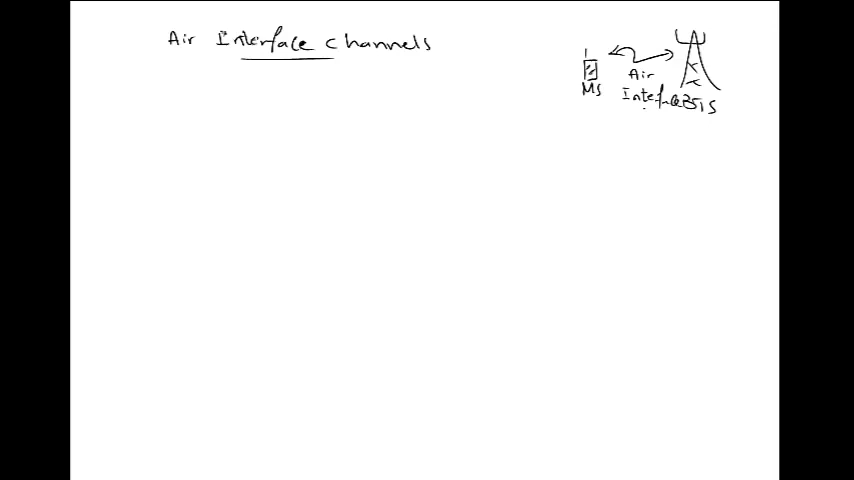 Air Interface channels
Air
MS
Interface BTS